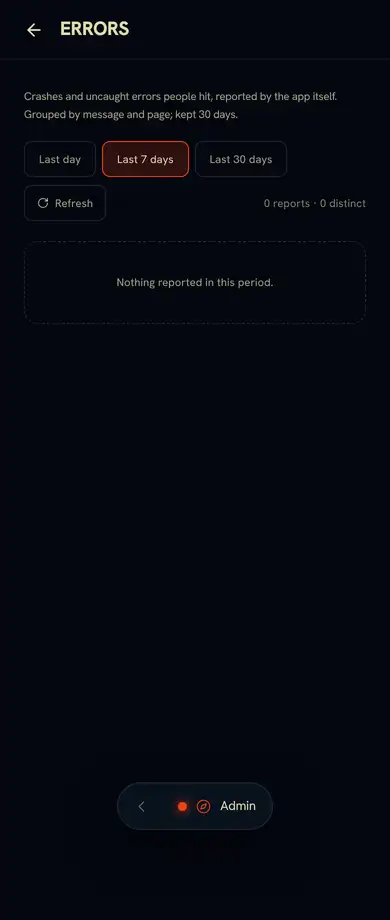 ERRORS
Crashes and uncaught errors people hit, reported by the app itself.
Grouped by message and page; kept 30 days.
Last day
Last 7 days
Last 30 days
Refresh
0 reports · 0 distinct
Nothing reported in this period.
Admin